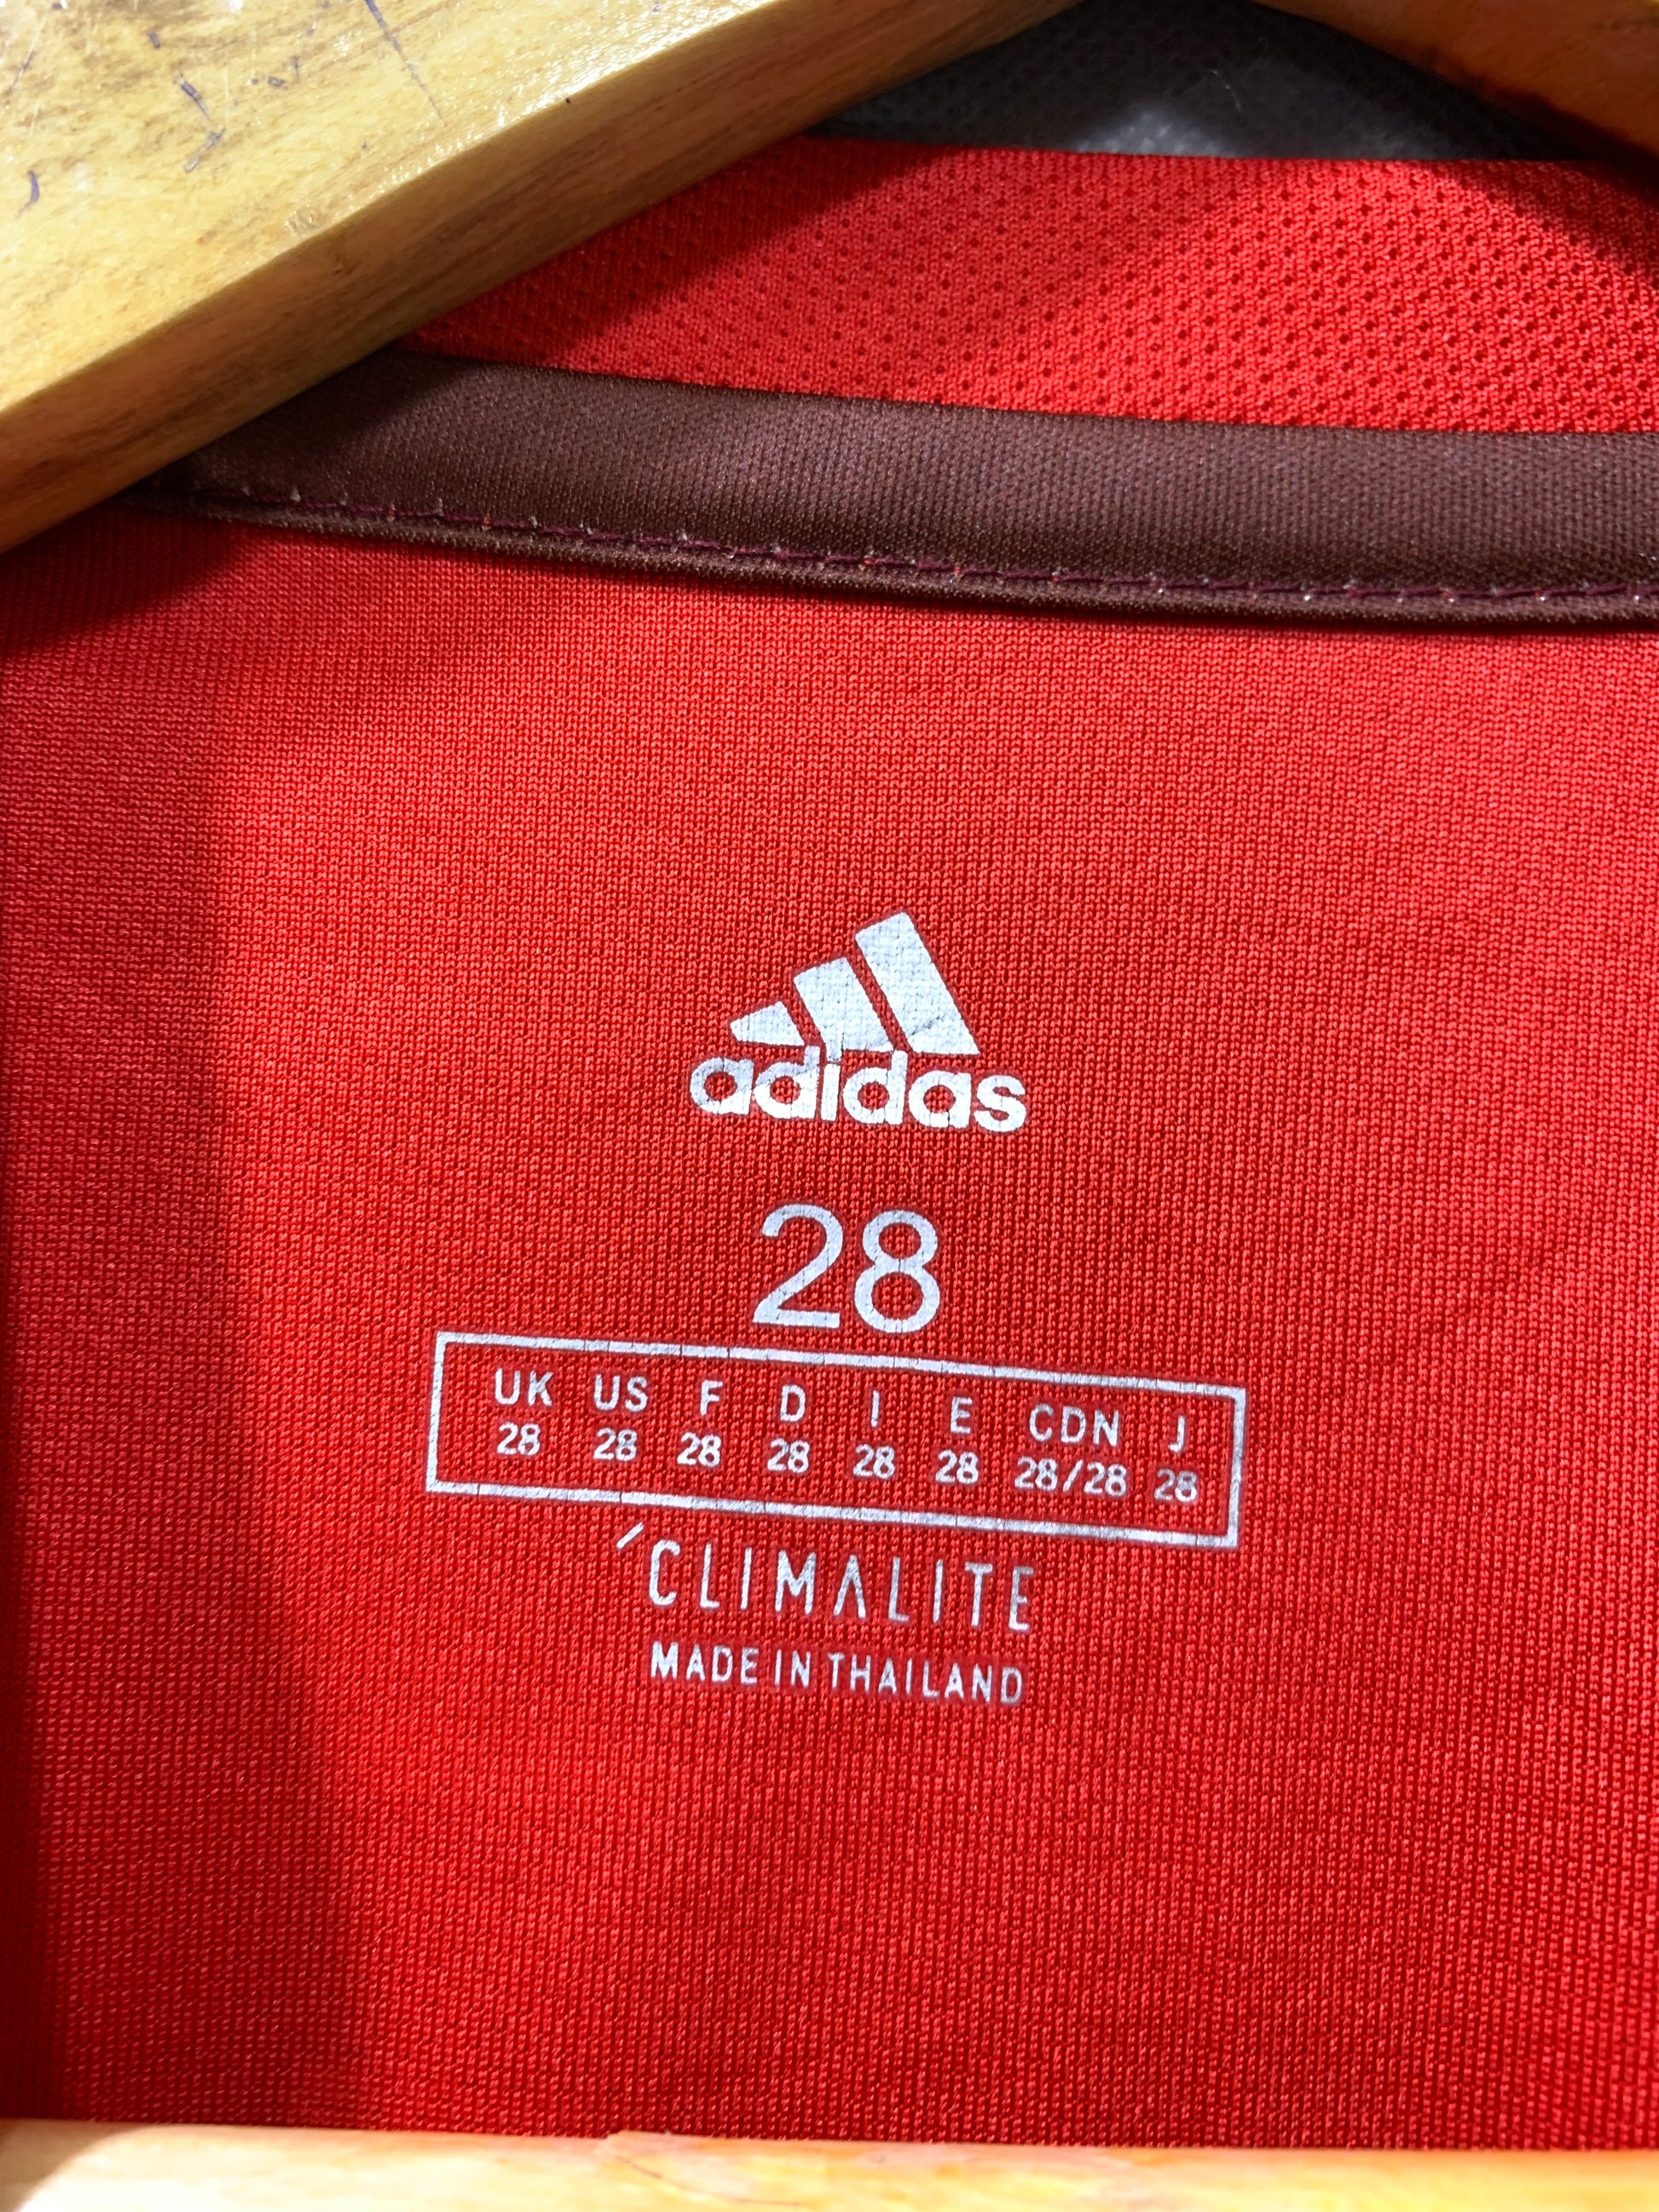 adidas
28
UK US F D I E CDN J
28 28 28 28 28 28 28/28 28
´CLIMALITE
MADE IN THAILAND